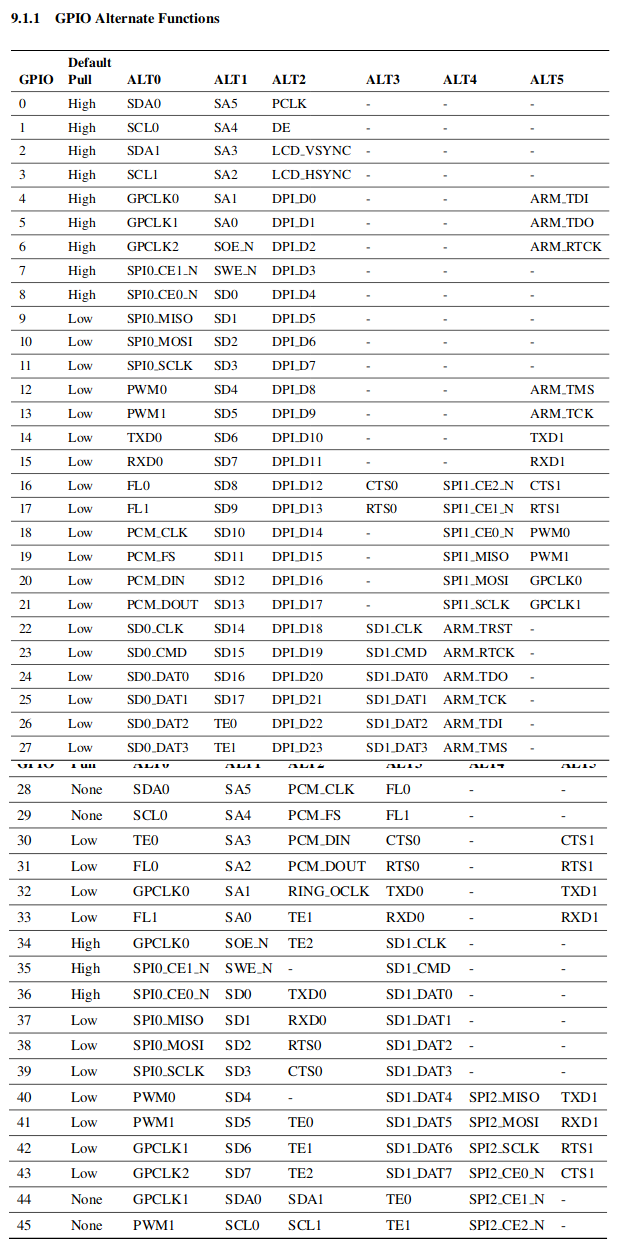 9.1.1 GPIO Alternate Functions
Default
GPIO Pull ALT0 ALT1 ALT2 ALT3 ALT4 ALT5
0 High SDA0 SA5 PCLK - - -
1 High SCL0 SA4 DE - - -
2 High SDA1 SA3 LCD_VSYNC - - -
3 High SCL1 SA2 LCD_HSYNC - - -
4 High GPCLK0 SA1 DPI_D0 - - ARM_TDI
5 High GPCLK1 SA0 DPI_D1 - - ARM_TDO
6 High GPCLK2 SOE_N DPI_D2 - - ARM_RTCK
7 High SPI0_CE1_N SWE_N DPI_D3 - - -
8 High SPI0_CE0_N SD0 DPI_D4 - - -
9 Low SPI0_MISO SD1 DPI_D5 - - -
10 Low SPI0_MOSI SD2 DPI_D6 - - -
11 Low SPI0_SCLK SD3 DPI_D7 - - -
12 Low PWM0 SD4 DPI_D8 - - ARM_TMS
13 Low PWM1 SD5 DPI_D9 - - ARM_TCK
14 Low TXD0 SD6 DPI_D10 - - TXD1
15 Low RXD0 SD7 DPI_D11 - - RXD1
16 Low FL0 SD8 DPI_D12 CTS0 SPI1_CE2_N CTS1
17 Low FL1 SD9 DPI_D13 RTS0 SPI1_CE1_N RTS1
18 Low PCM_CLK SD10 DPI_D14 - SPI1_CE0_N PWM0
19 Low PCM_FS SD11 DPI_D15 - SPI1_MISO PWM1
20 Low PCM_DIN SD12 DPI_D16 - SPI1_MOSI GPCLK0
21 Low PCM_DOUT SD13 DPI_D17 - SPI1_SCLK GPCLK1
22 Low SD0_CLK SD14 DPI_D18 SD1_CLK ARM_TRST -
23 Low SD0_CMD SD15 DPI_D19 SD1_CMD ARM_RTCK -
24 Low SD0_DAT0 SD16 DPI_D20 SD1_DAT0 ARM_TDO -
25 Low SD0_DAT1 SD17 DPI_D21 SD1_DAT1 ARM_TCK -
26 Low SD0_DAT2 TE0 DPI_D22 SD1_DAT2 ARM_TDI -
27 Low SD0_DAT3 TE1 DPI_D23 SD1_DAT3 ARM_TMS -
GPIO Pull ALT0 ALT1 ALT2 ALT3 ALT4 ALT5
28 None SDA0 SA5 PCM_CLK FL0 - -
29 None SCL0 SA4 PCM_FS FL1 - -
30 Low TE0 SA3 PCM_DIN CTS0 - CTS1
31 Low FL0 SA2 PCM_DOUT RTS0 - RTS1
32 Low GPCLK0 SA1 RING_OCLK TXD0 - TXD1
33 Low FL1 SA0 TE1 RXD0 - RXD1
34 High GPCLK0 SOE_N TE2 SD1_CLK - -
35 High SPI0_CE1_N SWE_N - SD1_CMD - -
36 High SPI0_CE0_N SD0 TXD0 SD1_DAT0 - -
37 Low SPI0_MISO SD1 RXD0 SD1_DAT1 - -
38 Low SPI0_MOSI SD2 RTS0 SD1_DAT2 - -
39 Low SPI0_SCLK SD3 CTS0 SD1_DAT3 - -
40 Low PWM0 SD4 - SD1_DAT4 SPI2_MISO TXD1
41 Low PWM1 SD5 TE0 SD1_DAT5 SPI2_MOSI RXD1
42 Low GPCLK1 SD6 TE1 SD1_DAT6 SPI2_SCLK RTS1
43 Low GPCLK2 SD7 TE2 SD1_DAT7 SPI2_CE0_N CTS1
44 None GPCLK1 SDA0 SDA1 TE0 SPI2_CE1_N -
45 None PWM1 SCL0 SCL1 TE1 SPI2_CE2_N -